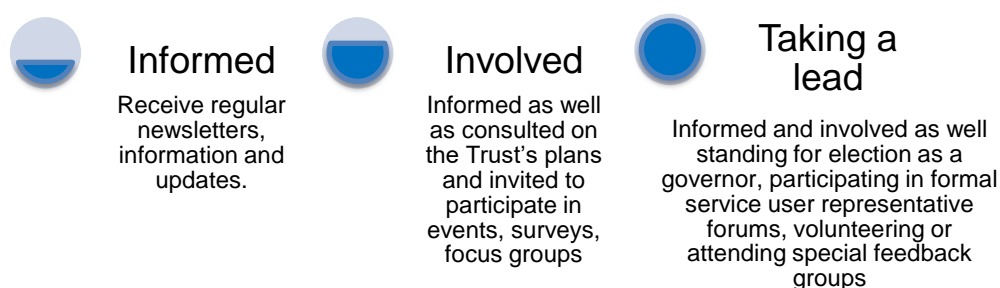 Informed
Receive regular
newsletters,
information and
updates.
Involved
Informed as well
as consulted on
the Trust’s plans
and invited to
participate in
events, surveys,
focus groups
Taking a
lead
Informed and involved as well
standing for election as a
governor, participating in formal
service user representative
forums, volunteering or
attending special feedback
groups